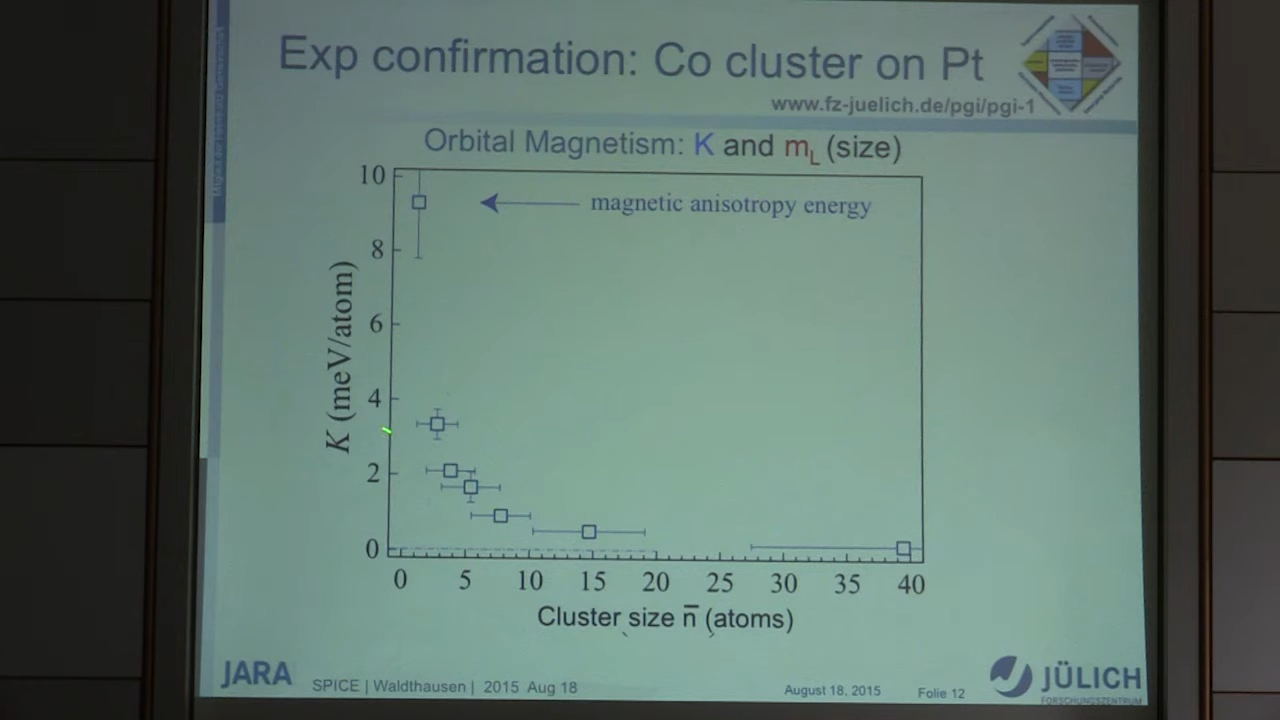 Exp confirmation: Co cluster on Pt
www.fz-juelich.de/pgi/pgi-1
Orbital Magnetism: K and mL (size)
magnetic anisotropy energy
K (meV/atom)
10
8
6
4
2
0
0 5 10 15 20 25 30 35 40
Cluster size n̅ (atoms)
JARA
SPICE | Waldthausen | 2015 Aug 18
August 18, 2015
Folie 12
JÜLICH
FORSCHUNGSZENTRUM